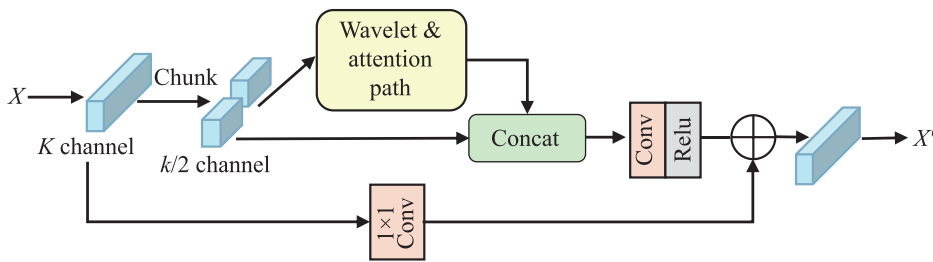 X
K channel
Chunk
k/2 channel
Wavelet &
attention
path
Concat
Conv
Relu
1×1
Conv
X'